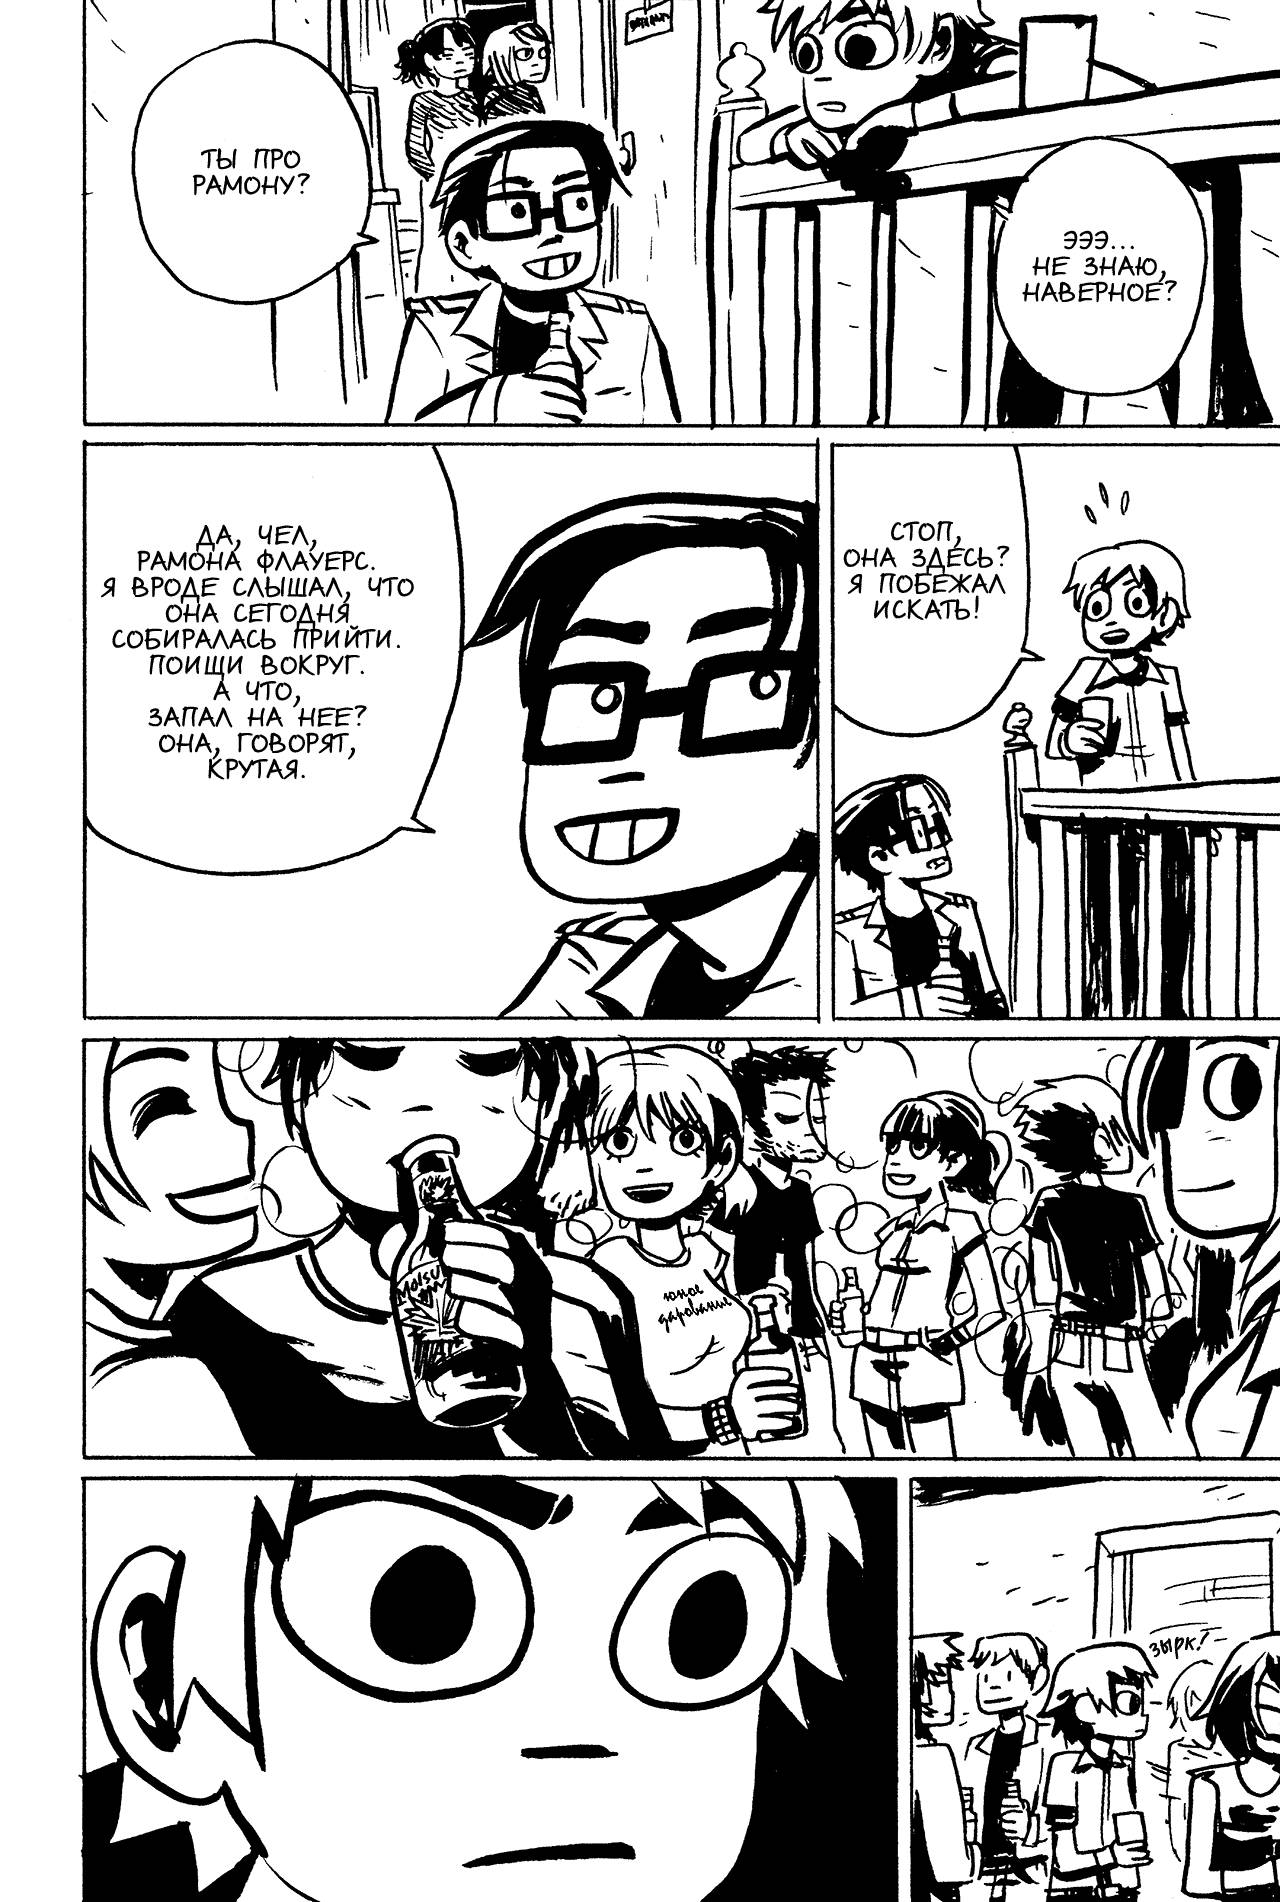 ТЫ ПРО
РАМОНУ?
ЭЭЭ...
НЕ ЗНАЮ,
НАВЕРНОЕ?
ДА, ЧЕЛ,
РАМОНА ФЛАУЕРС.
Я ВРОДЕ СЛЫШАЛ, ЧТО
ОНА СЕГОДНЯ
СОБИРАЛАСЬ ПРИЙТИ.
ПОИЩИ ВОКРУГ.
А ЧТО,
ЗАПАЛ НА НЕЕ?
ОНА, ГОВОРЯТ,
КРУТАЯ.
СТОП,
ОНА ЗДЕСЬ?
Я ПОБЕЖАЛ
ИСКАТЬ!
юное
дарование
зырк!